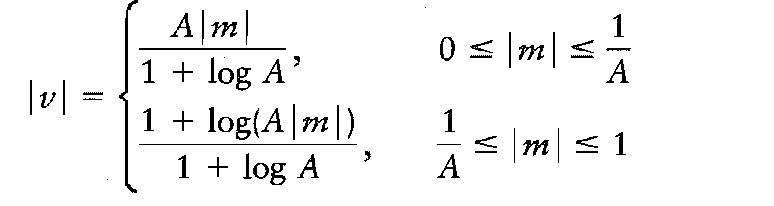 |v| = { A|m| / (1 + log A), 0 ≤ |m| ≤ 1/A
(1 + log(A|m|)) / (1 + log A), 1/A ≤ |m| ≤ 1